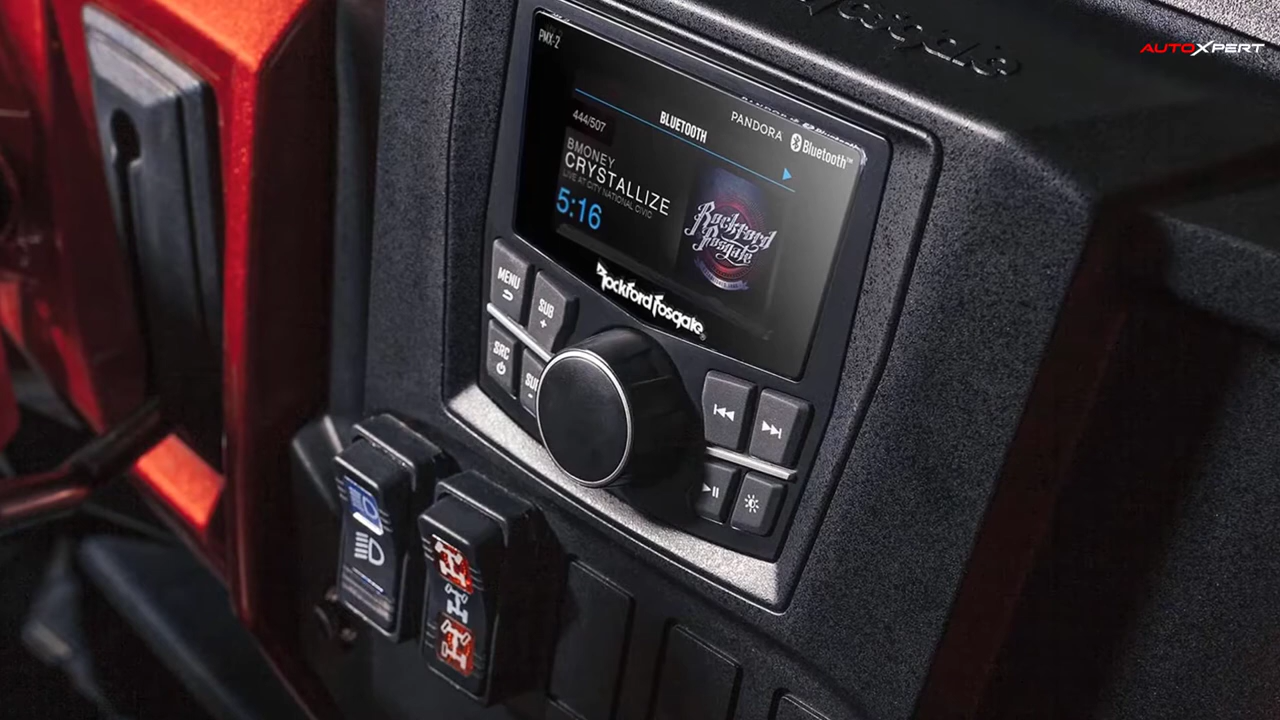 AUTOXPERT
PMX-2
PANDORA
Bluetooth™
BLUETOOTH
444/507
BMONEY
CRYSTALLIZE
LIVE AT CITY NATIONAL CIVIC
5:16
Rockford
Fosgate
Rockford Fosgate®
MENU
SUB
+
SRC
-